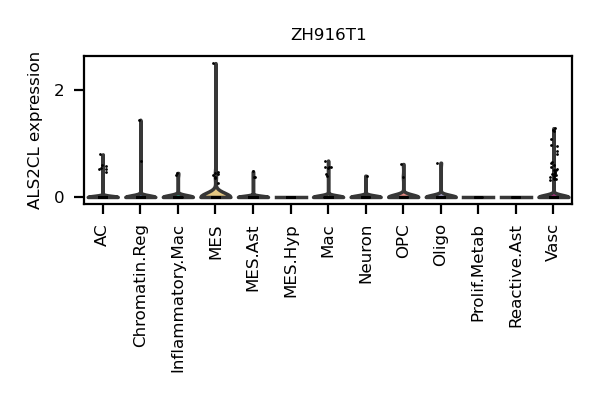 ZH916T1
ALS2CL expression
2
0
AC
Chromatin.Reg
Inflammatory.Mac
MES
MES.Ast
MES.Hyp
Mac
Neuron
OPC
Oligo
Prolif.Metab
Reactive.Ast
Vasc